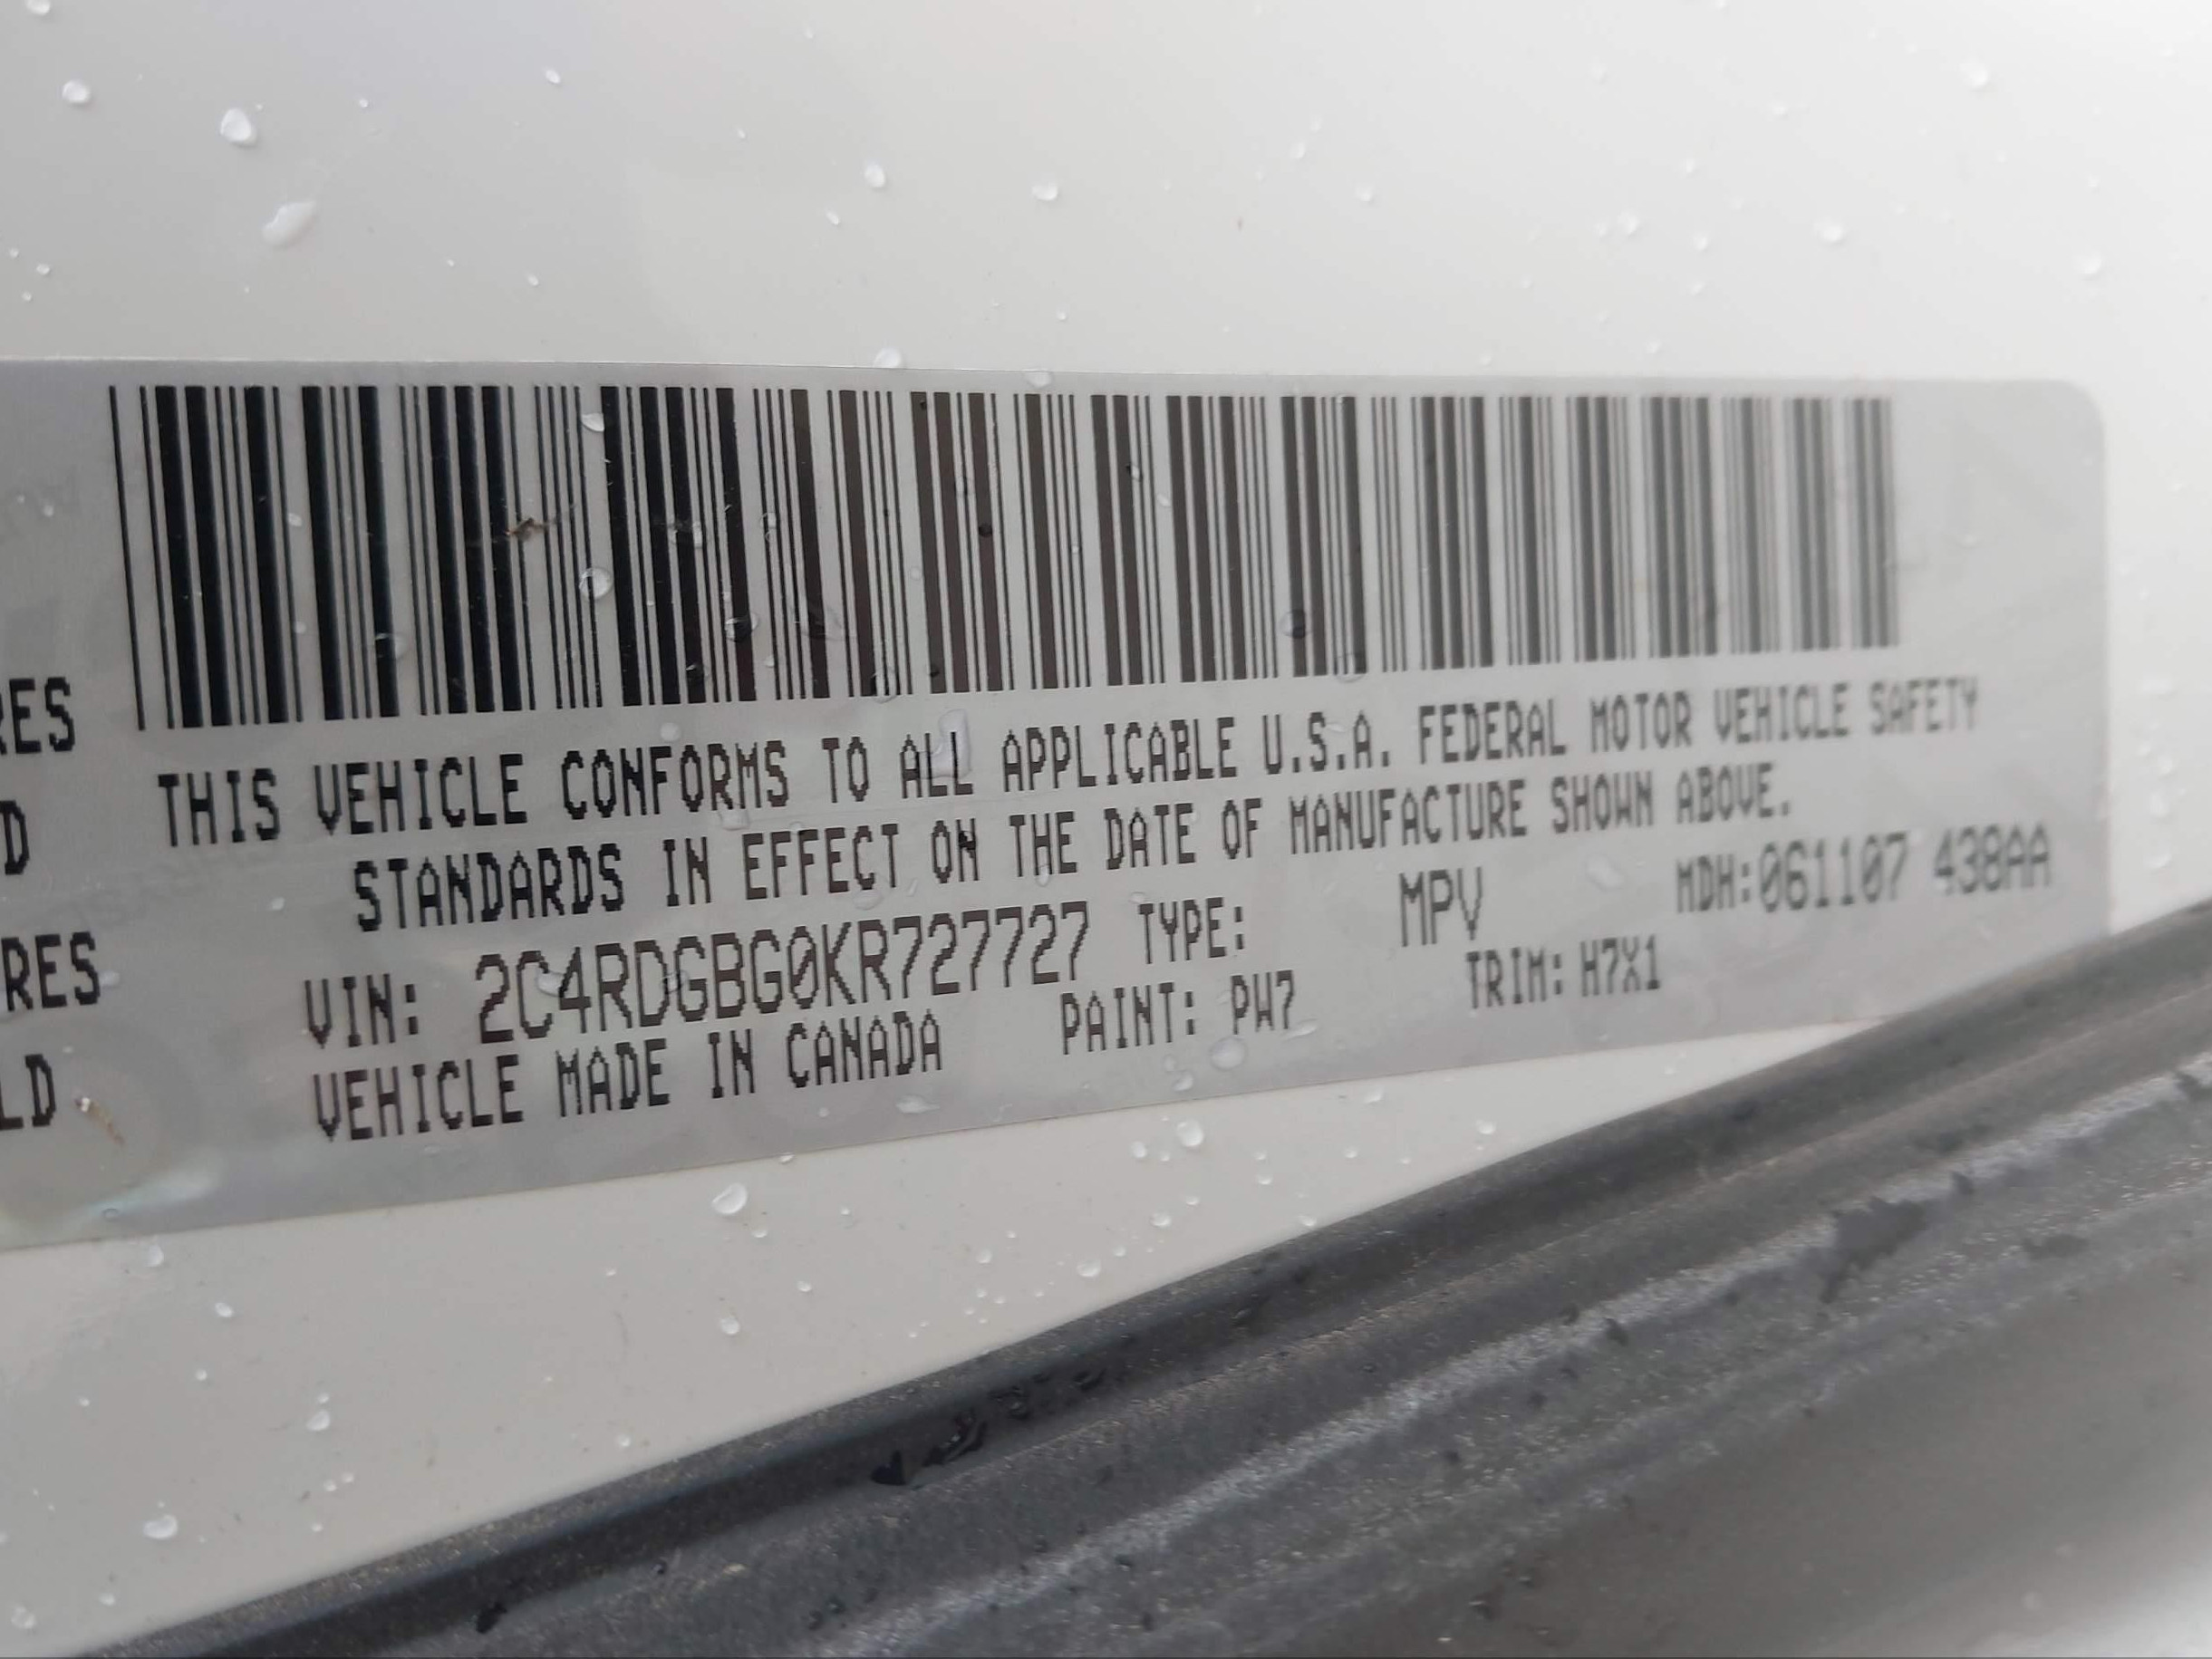 RES
THIS VEHICLE CONFORMS TO ALL APPLICABLE U.S.A. FEDERAL MOTOR VEHICLE SAFETY
D
STANDARDS IN EFFECT ON THE DATE OF MANUFACTURE SHOWN ABOVE.
RES
VIN: 2C4RDGBG0KR727727 TYPE: MPV MDH:061107 438AA
LD
VEHICLE MADE IN CANADA PAINT: PW7 TRIM: H7X1